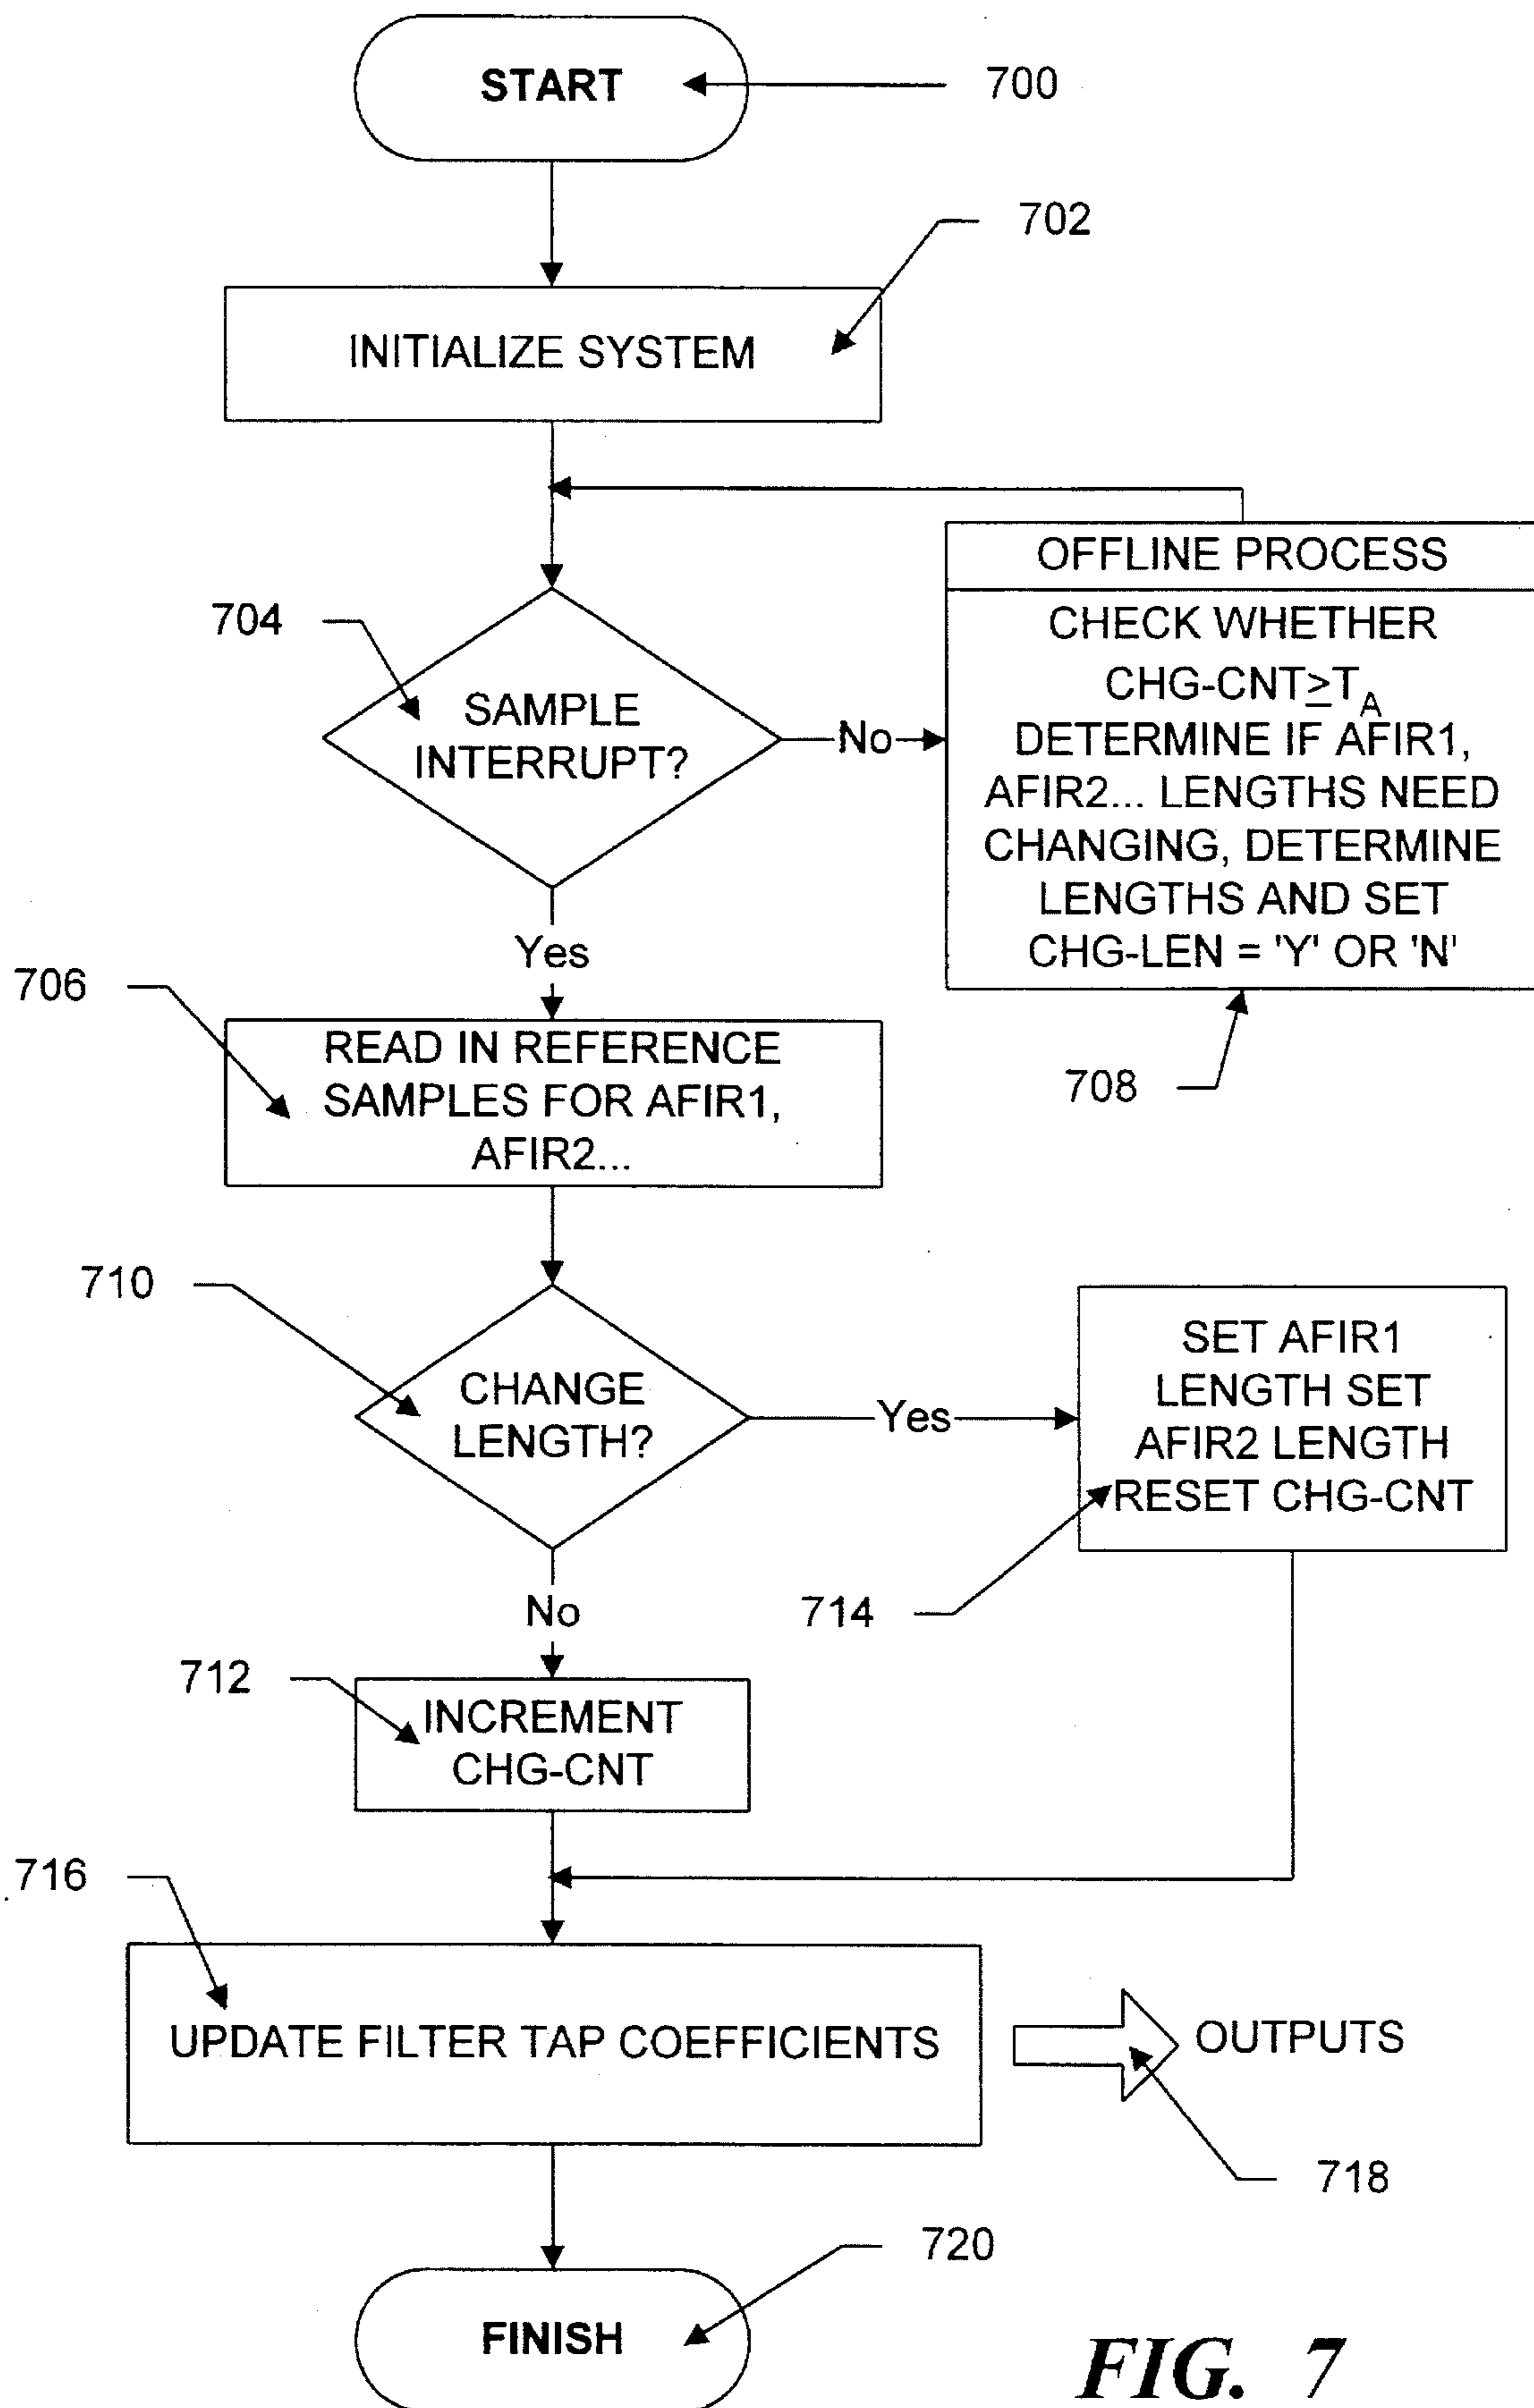 START
700
702
INITIALIZE SYSTEM
OFFLINE PROCESS
CHECK WHETHER
CHG-CNT≥TA
DETERMINE IF AFIR1,
AFIR2... LENGTHS NEED
CHANGING, DETERMINE
LENGTHS AND SET
CHG-LEN = 'Y' OR 'N'
704
SAMPLE
INTERRUPT?
No
Yes
706
READ IN REFERENCE
SAMPLES FOR AFIR1,
AFIR2...
708
710
CHANGE
LENGTH?
Yes
SET AFIR1
LENGTH SET
AFIR2 LENGTH
RESET CHG-CNT
No
714
712
INCREMENT
CHG-CNT
716
UPDATE FILTER TAP COEFFICIENTS
OUTPUTS
718
720
FINISH
FIG. 7